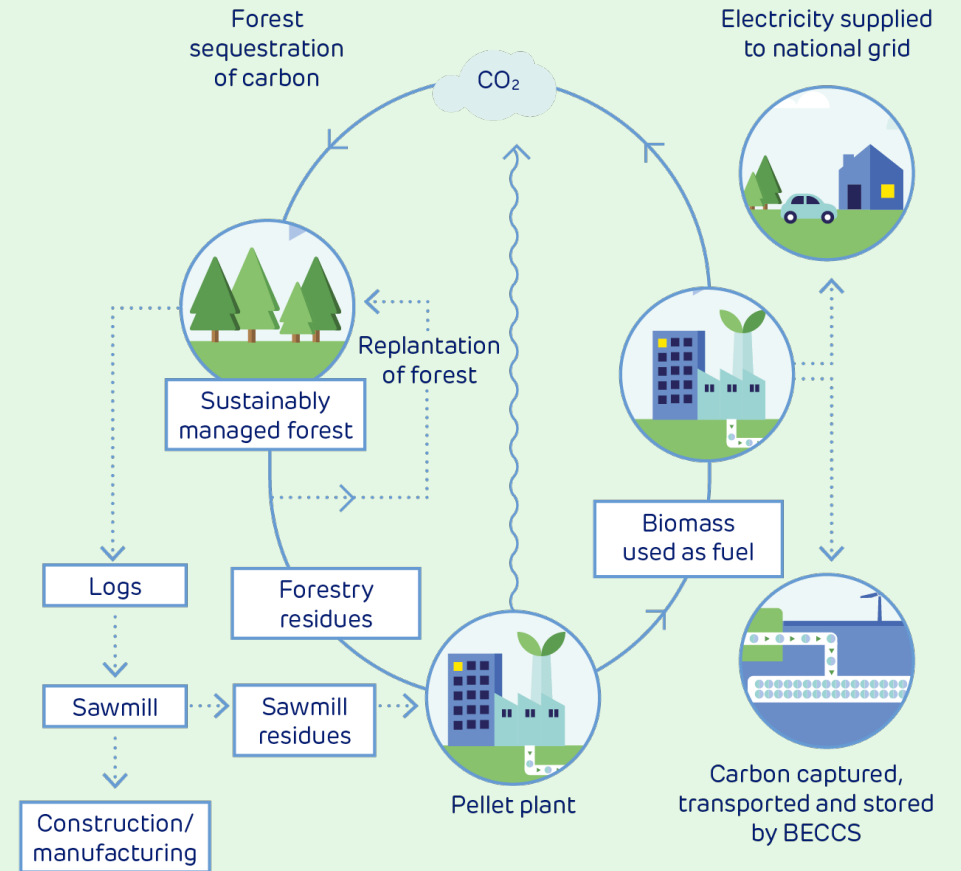 Forest
sequestration
of carbon
CO₂
Electricity supplied
to national grid
Replantation
of forest
Sustainably
managed forest
Biomass
used as fuel
Logs
Forestry
residues
Sawmill
Sawmill
residues
Pellet plant
Carbon captured,
transported and stored
by BECCS
Construction/
manufacturing